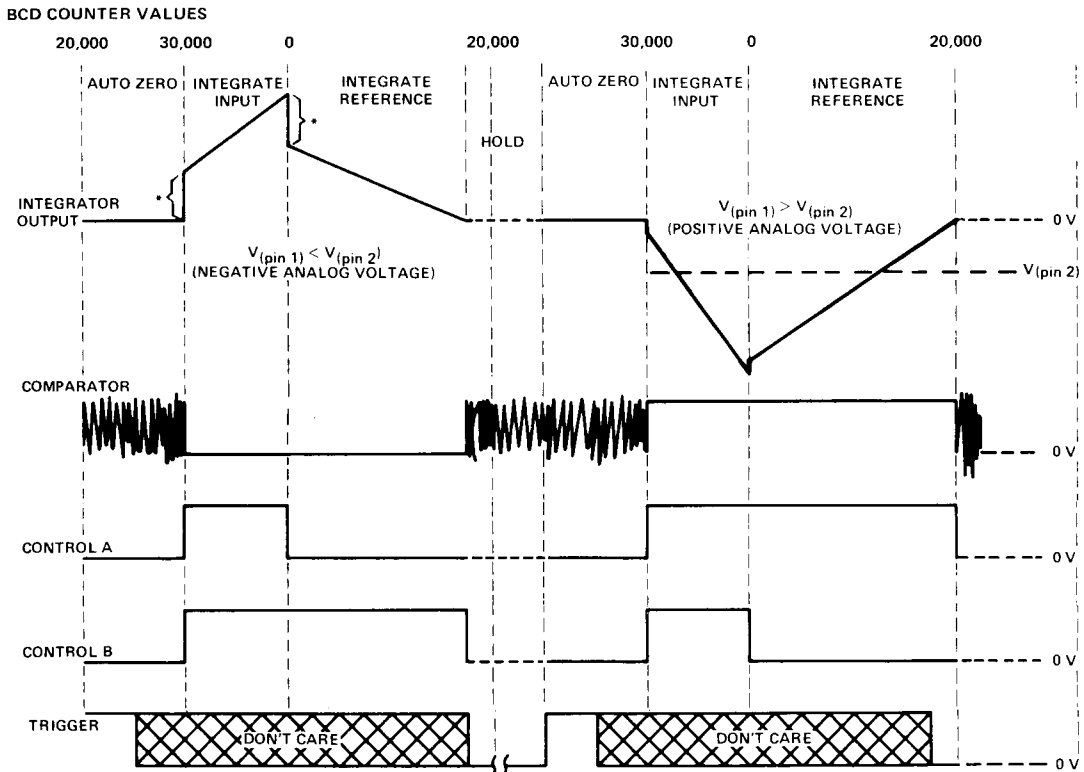 BCD COUNTER VALUES
20,000 30,000 0 20,000 30,000 0 20,000
AUTO ZERO INTEGRATE INPUT INTEGRATE REFERENCE HOLD AUTO ZERO INTEGRATE INPUT INTEGRATE REFERENCE
* *
INTEGRATOR OUTPUT
0 V
V(pin 1) < V(pin 2)
(NEGATIVE ANALOG VOLTAGE)
V(pin 1) > V(pin 2)
(POSITIVE ANALOG VOLTAGE)
V(pin 2)
COMPARATOR
0 V
CONTROL A
0 V
CONTROL B
0 V
TRIGGER
DON'T CARE DON'T CARE
0 V